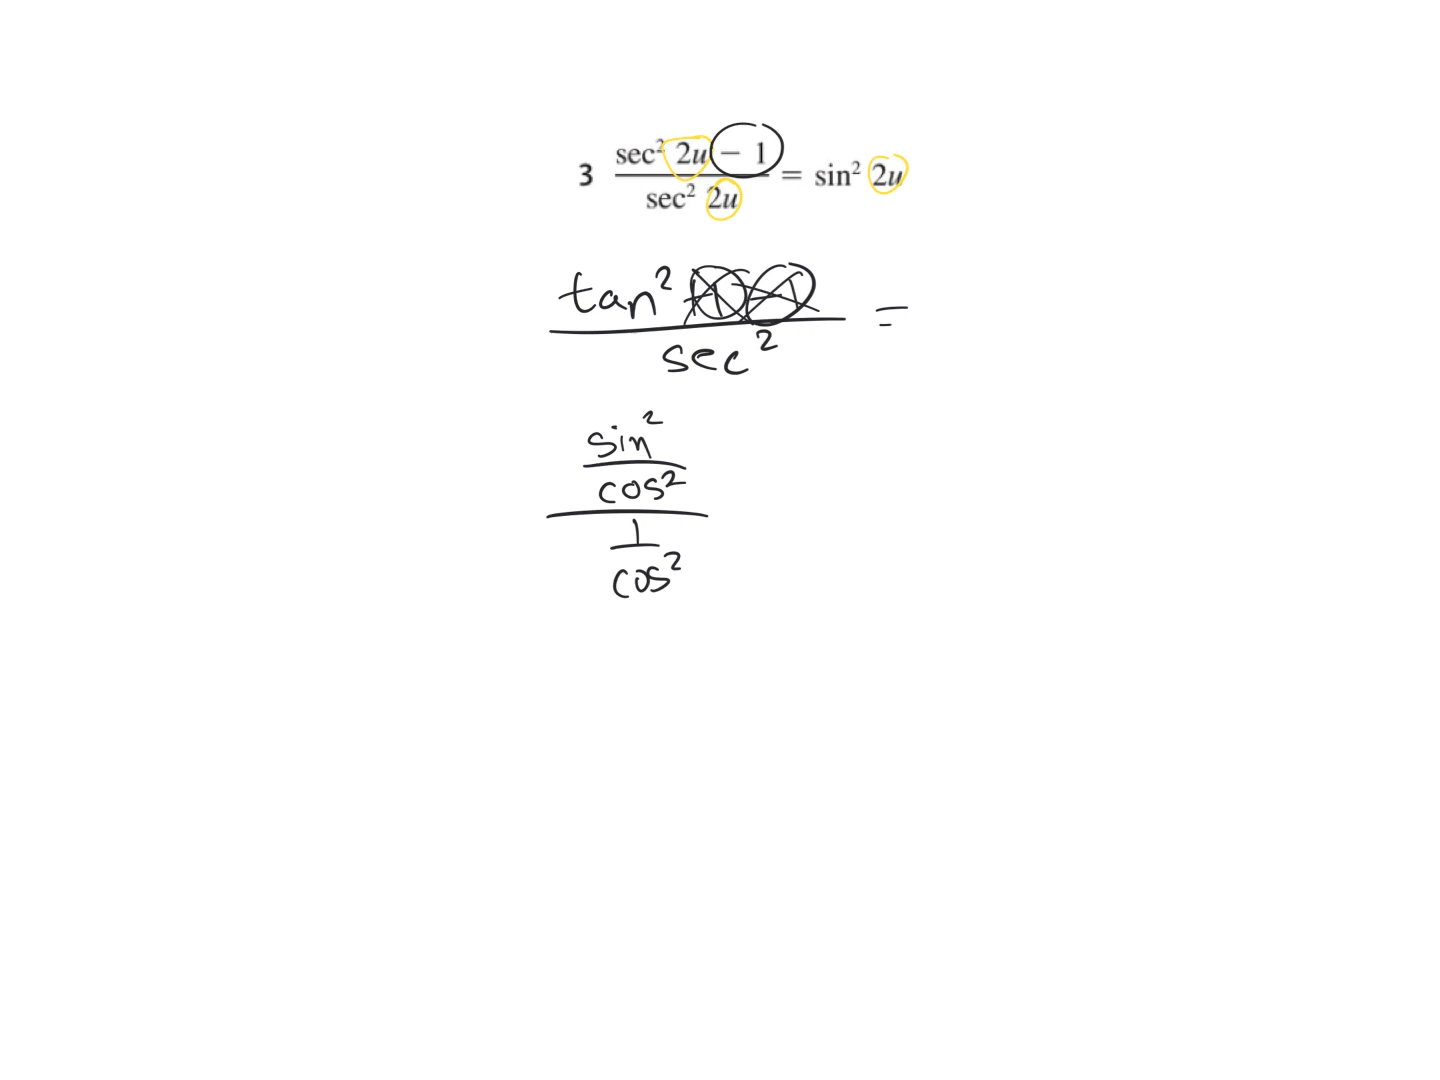 3 sec² 2u − 1 = sin² 2u
sec² 2u
tan² =
sec²
sin²
cos²
1
cos²